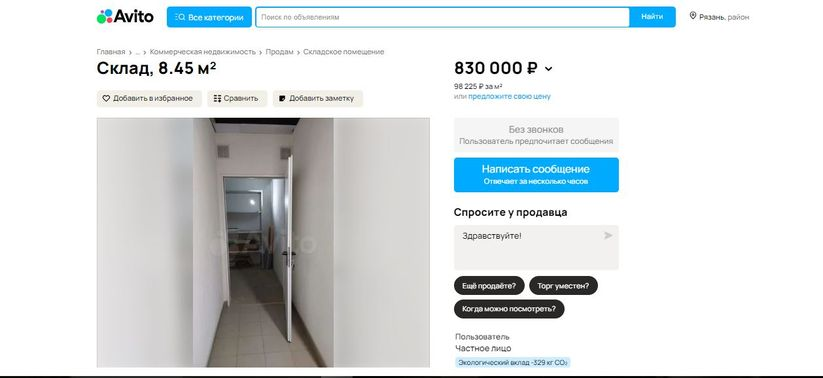 Avito
Все категории
Поиск по объявлениям
Найти
Рязань, район
Главная › ... › Коммерческая недвижимость › Продам › Складское помещение
Склад, 8.45 м²
Добавить в избранное
Сравнить
Добавить заметку
Avito
830 000 ₽
98 225 ₽ за м²
или предложите свою цену
Без звонков
Пользователь предпочитает сообщения
Написать сообщение
Отвечает за несколько часов
Спросите у продавца
Здравствуйте!
Ещё продаёте?
Торг уместен?
Когда можно посмотреть?
Пользователь
Частное лицо
Экологический вклад -329 кг CO₂